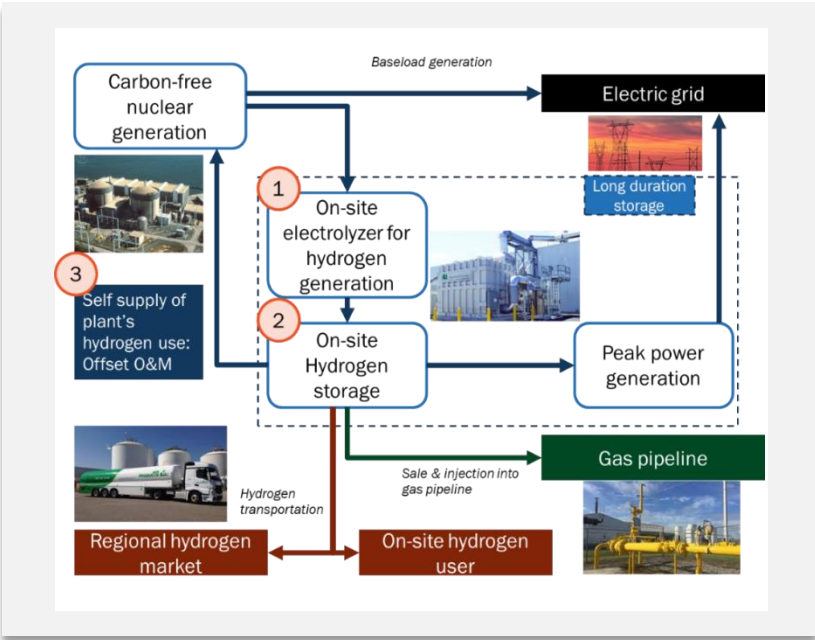 Baseload generation
Carbon-free
nuclear
generation
Electric grid
Long duration
storage
1
On-site
electrolyzer for
hydrogen
generation
3
Self supply of
plant's
hydrogen use:
Offset O&M
2
On-site
Hydrogen
storage
Peak power
generation
Gas pipeline
Sale & injection into
gas pipeline
Hydrogen
transportation
Regional hydrogen
market
On-site hydrogen
user